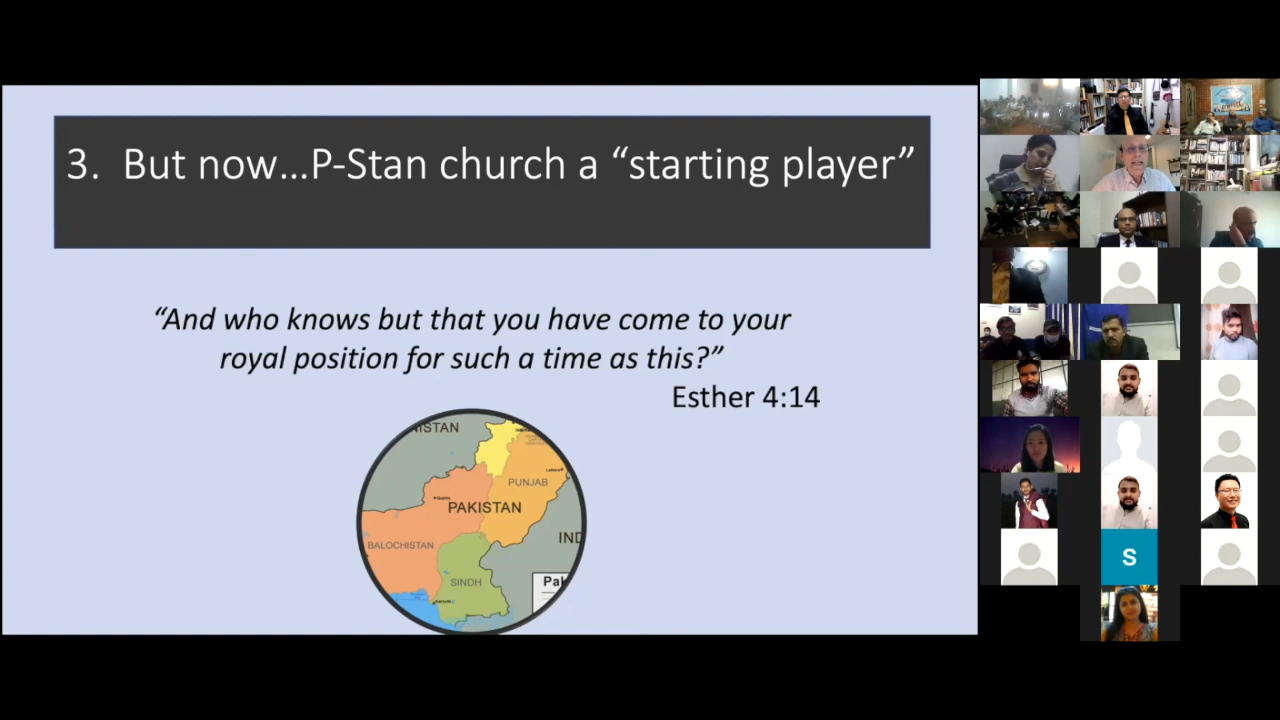 3. But now...P-Stan church a “starting player”
“And who knows but that you have come to your
royal position for such a time as this?”
Esther 4:14
ISTAN
PUNJAB
PAKISTAN
IND
BALOCHISTAN
SINDH
Pak
S